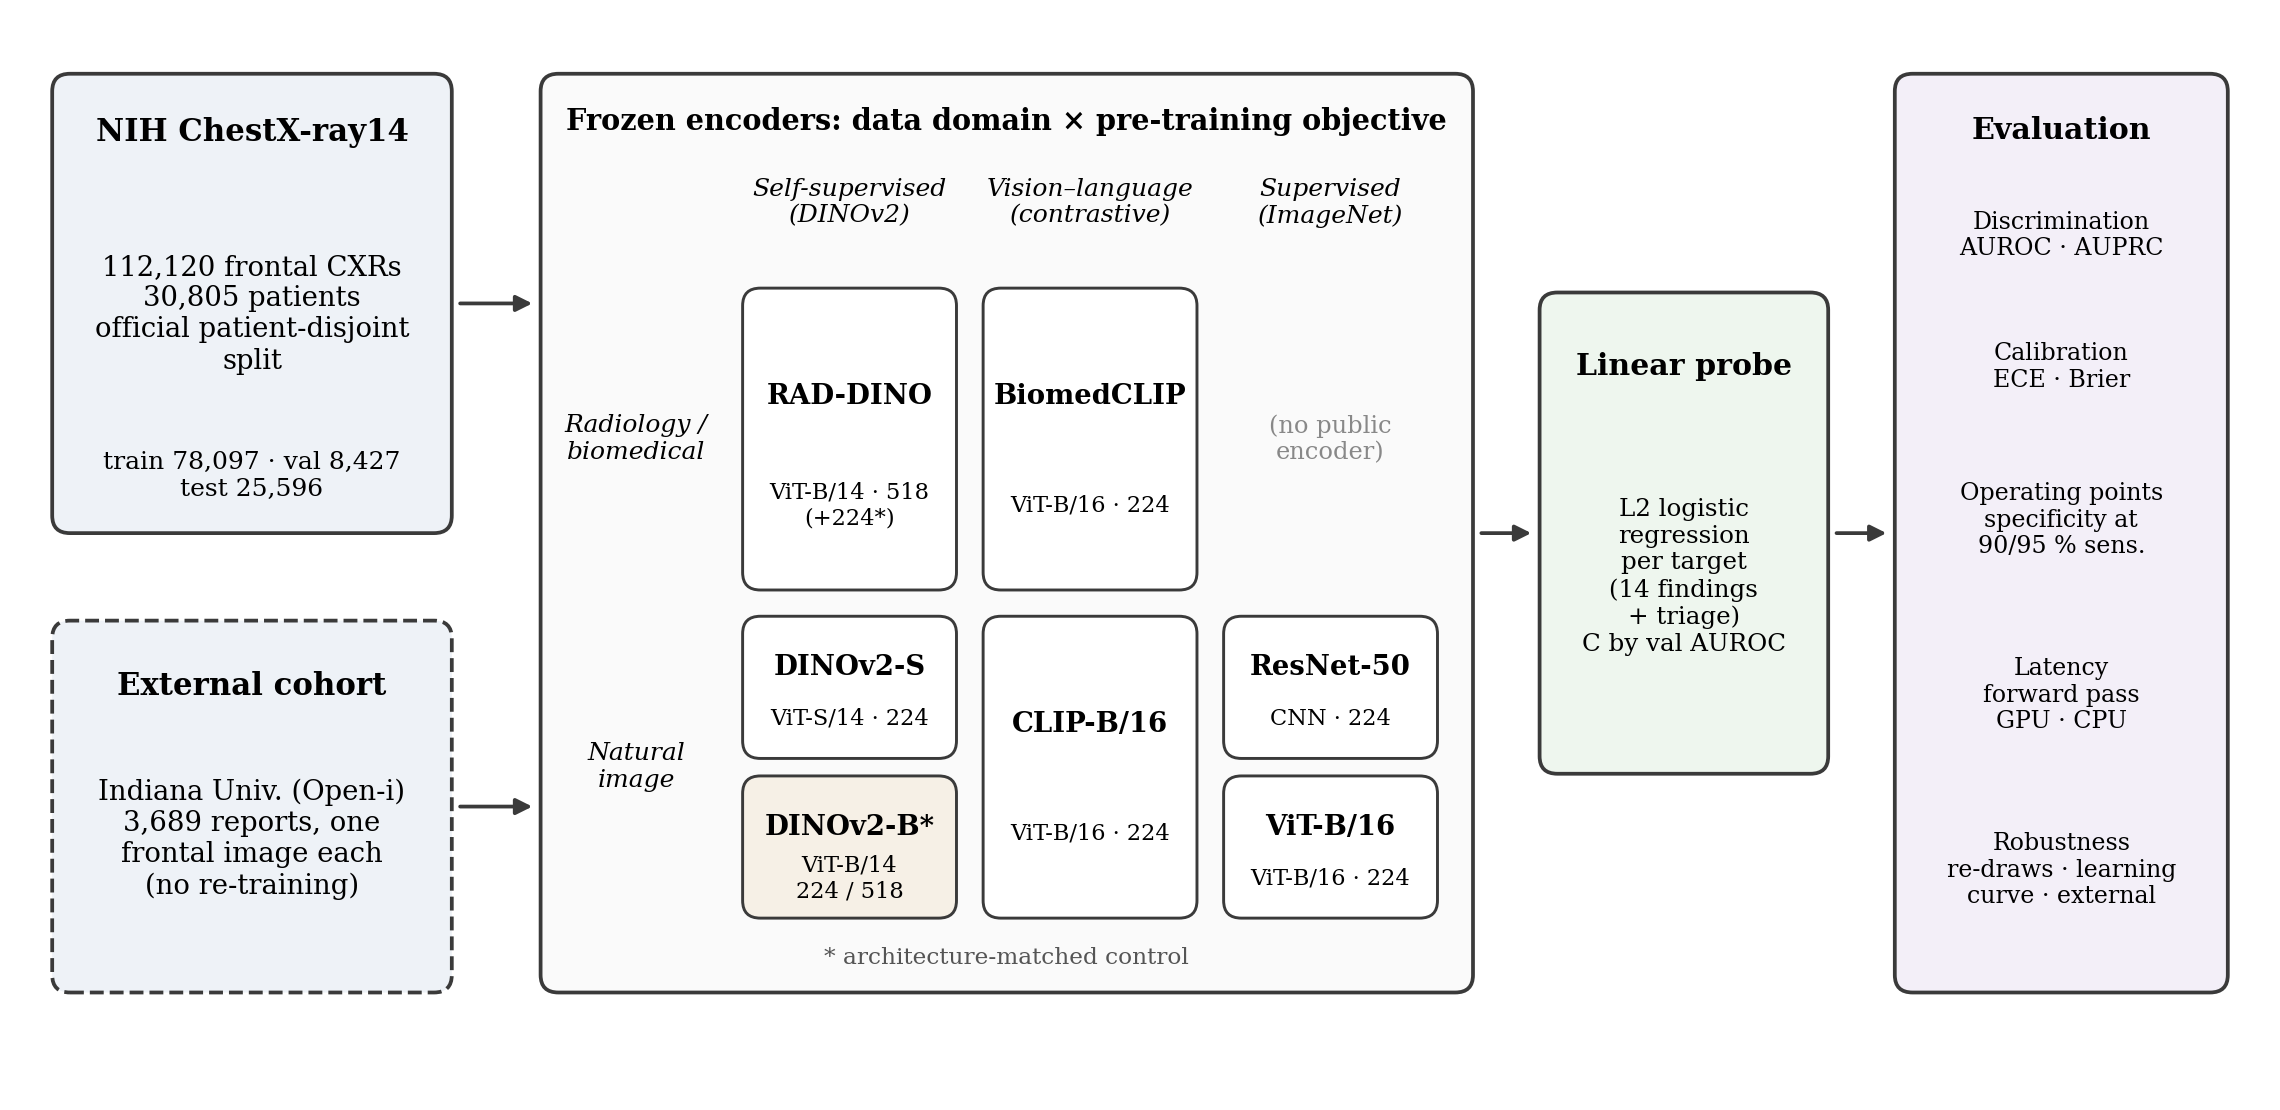 NIH ChestX-ray14
112,120 frontal CXRs
30,805 patients
official patient-disjoint
split
train 78,097 · val 8,427
test 25,596
External cohort
Indiana Univ. (Open-i)
3,689 reports, one
frontal image each
(no re-training)
Frozen encoders: data domain × pre-training objective
Self-supervised
(DINOv2)
Vision–language
(contrastive)
Supervised
(ImageNet)
Radiology /
biomedical
RAD-DINO
ViT-B/14 · 518
(+224*)
BiomedCLIP
ViT-B/16 · 224
(no public
encoder)
Natural
image
DINOv2-S
ViT-S/14 · 224
DINOv2-B*
ViT-B/14
224 / 518
CLIP-B/16
ViT-B/16 · 224
ResNet-50
CNN · 224
ViT-B/16
ViT-B/16 · 224
* architecture-matched control
Linear probe
L2 logistic
regression
per target
(14 findings
+ triage)
C by val AUROC
Evaluation
Discrimination
AUROC · AUPRC
Calibration
ECE · Brier
Operating points
specificity at
90/95 % sens.
Latency
forward pass
GPU · CPU
Robustness
re-draws · learning
curve · external